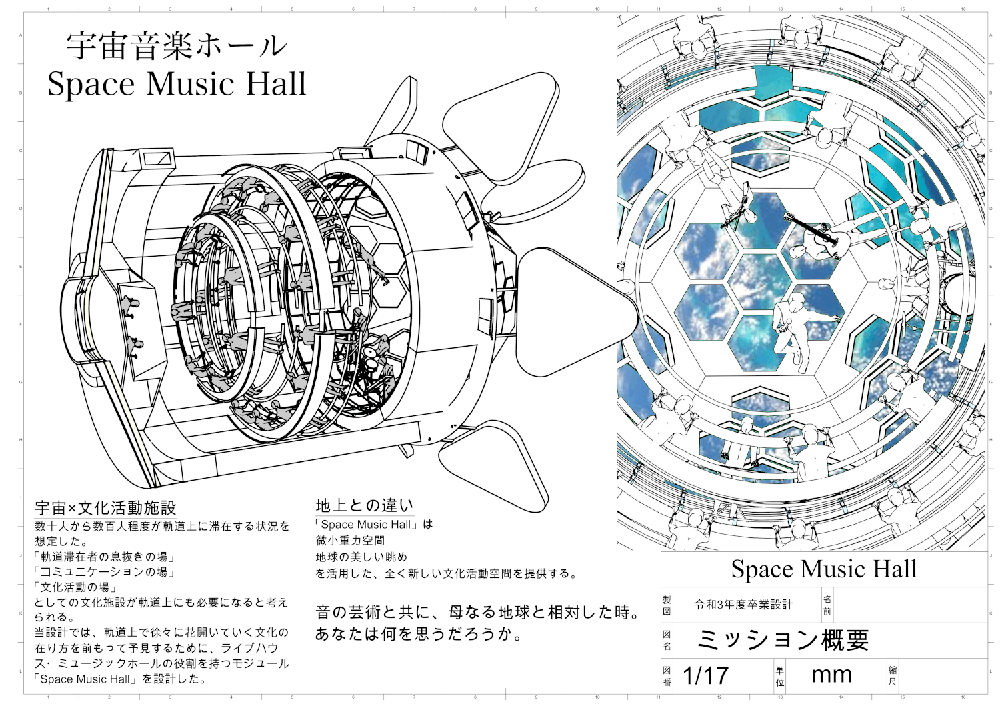 宇宙音楽ホール
Space Music Hall
宇宙×文化活動施設
数十人から数百人程度が軌道上に滞在する状況を
想定した。
「軌道滞在者の息抜きの場」
「コミュニケーションの場」
「文化活動の場」
としての文化施設が軌道上にも必要になると考え
られる。
当設計では、軌道上で徐々に花開いていく文化の
在り方を前もって予見するために、ライブハウ
ス・ミュージックホールの役割を持つモジュール
「Space Music Hall」を設計した。
地上との違い
「Space Music Hall」は
微小重力空間
地球の美しい眺め
を活用した、全く新しい文化活動空間を提供する。
音の芸術と共に、母なる地球と相対した時。
あなたは何を思うだろうか。
Space Music Hall
製図 令和3年度卒業設計 名前
図名 ミッション概要
図番 1/17 単位 mm 縮尺